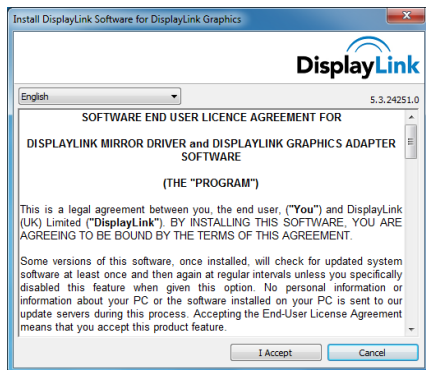 Install DisplayLink Software for DisplayLink Graphics
DisplayLink
English
5.3.24251.0
SOFTWARE END USER LICENCE AGREEMENT FOR
DISPLAYLINK MIRROR DRIVER and DISPLAYLINK GRAPHICS ADAPTER
SOFTWARE
(THE "PROGRAM")
This is a legal agreement between you, the end user, ("You") and DisplayLink
(UK) Limited ("DisplayLink"). BY INSTALLING THIS SOFTWARE, YOU ARE
AGREEING TO BE BOUND BY THE TERMS OF THIS AGREEMENT.
Some versions of this software, once installed, will check for updated system
software at least once and then again at regular intervals unless you specifically
disabled this feature when given this option. No personal information or
information about your PC or the software installed on your PC is sent to our
update servers during this process. Accepting the End-User License Agreement
means that you accept this product feature.
I Accept
Cancel